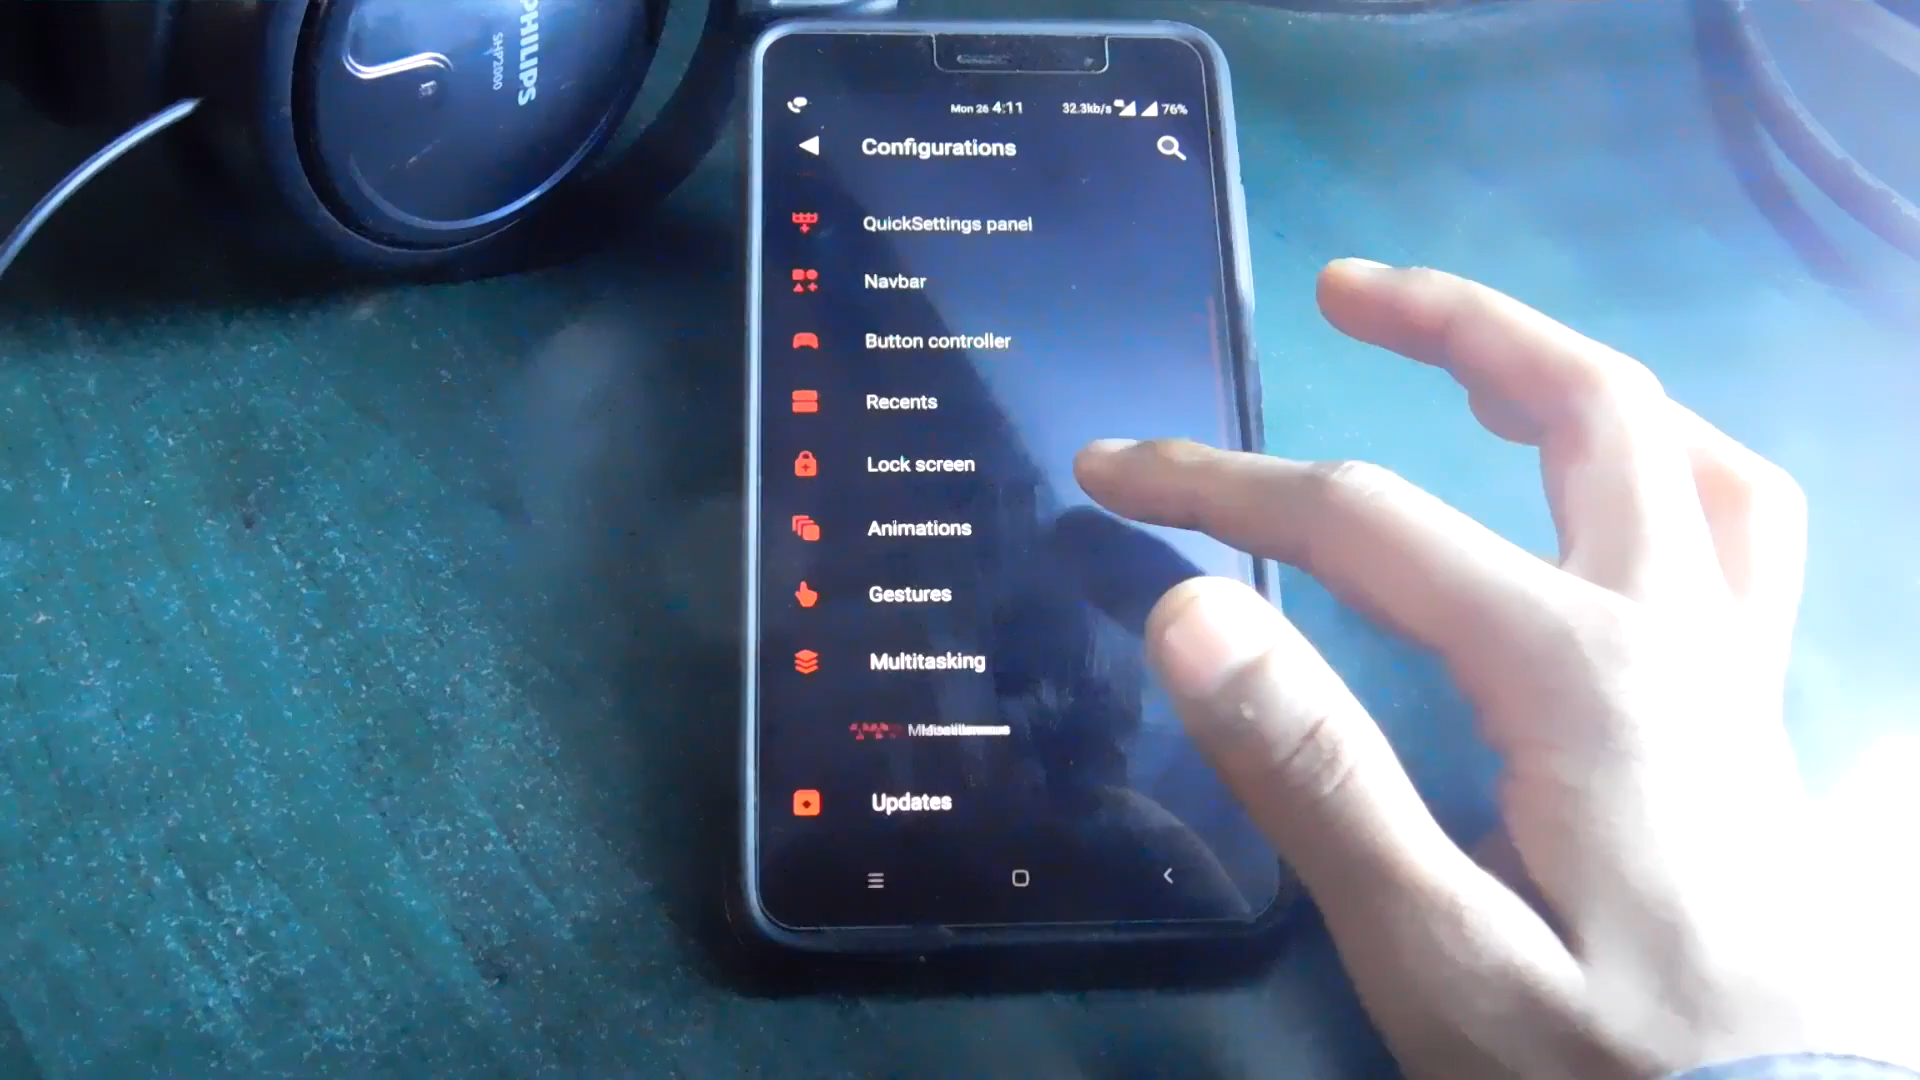 PHILIPS
SHP2000
Mon 26 4:11
32.3kb/s
76%
Configurations
QuickSettings panel
Navbar
Button controller
Recents
Lock screen
Animations
Gestures
Multitasking
Updates